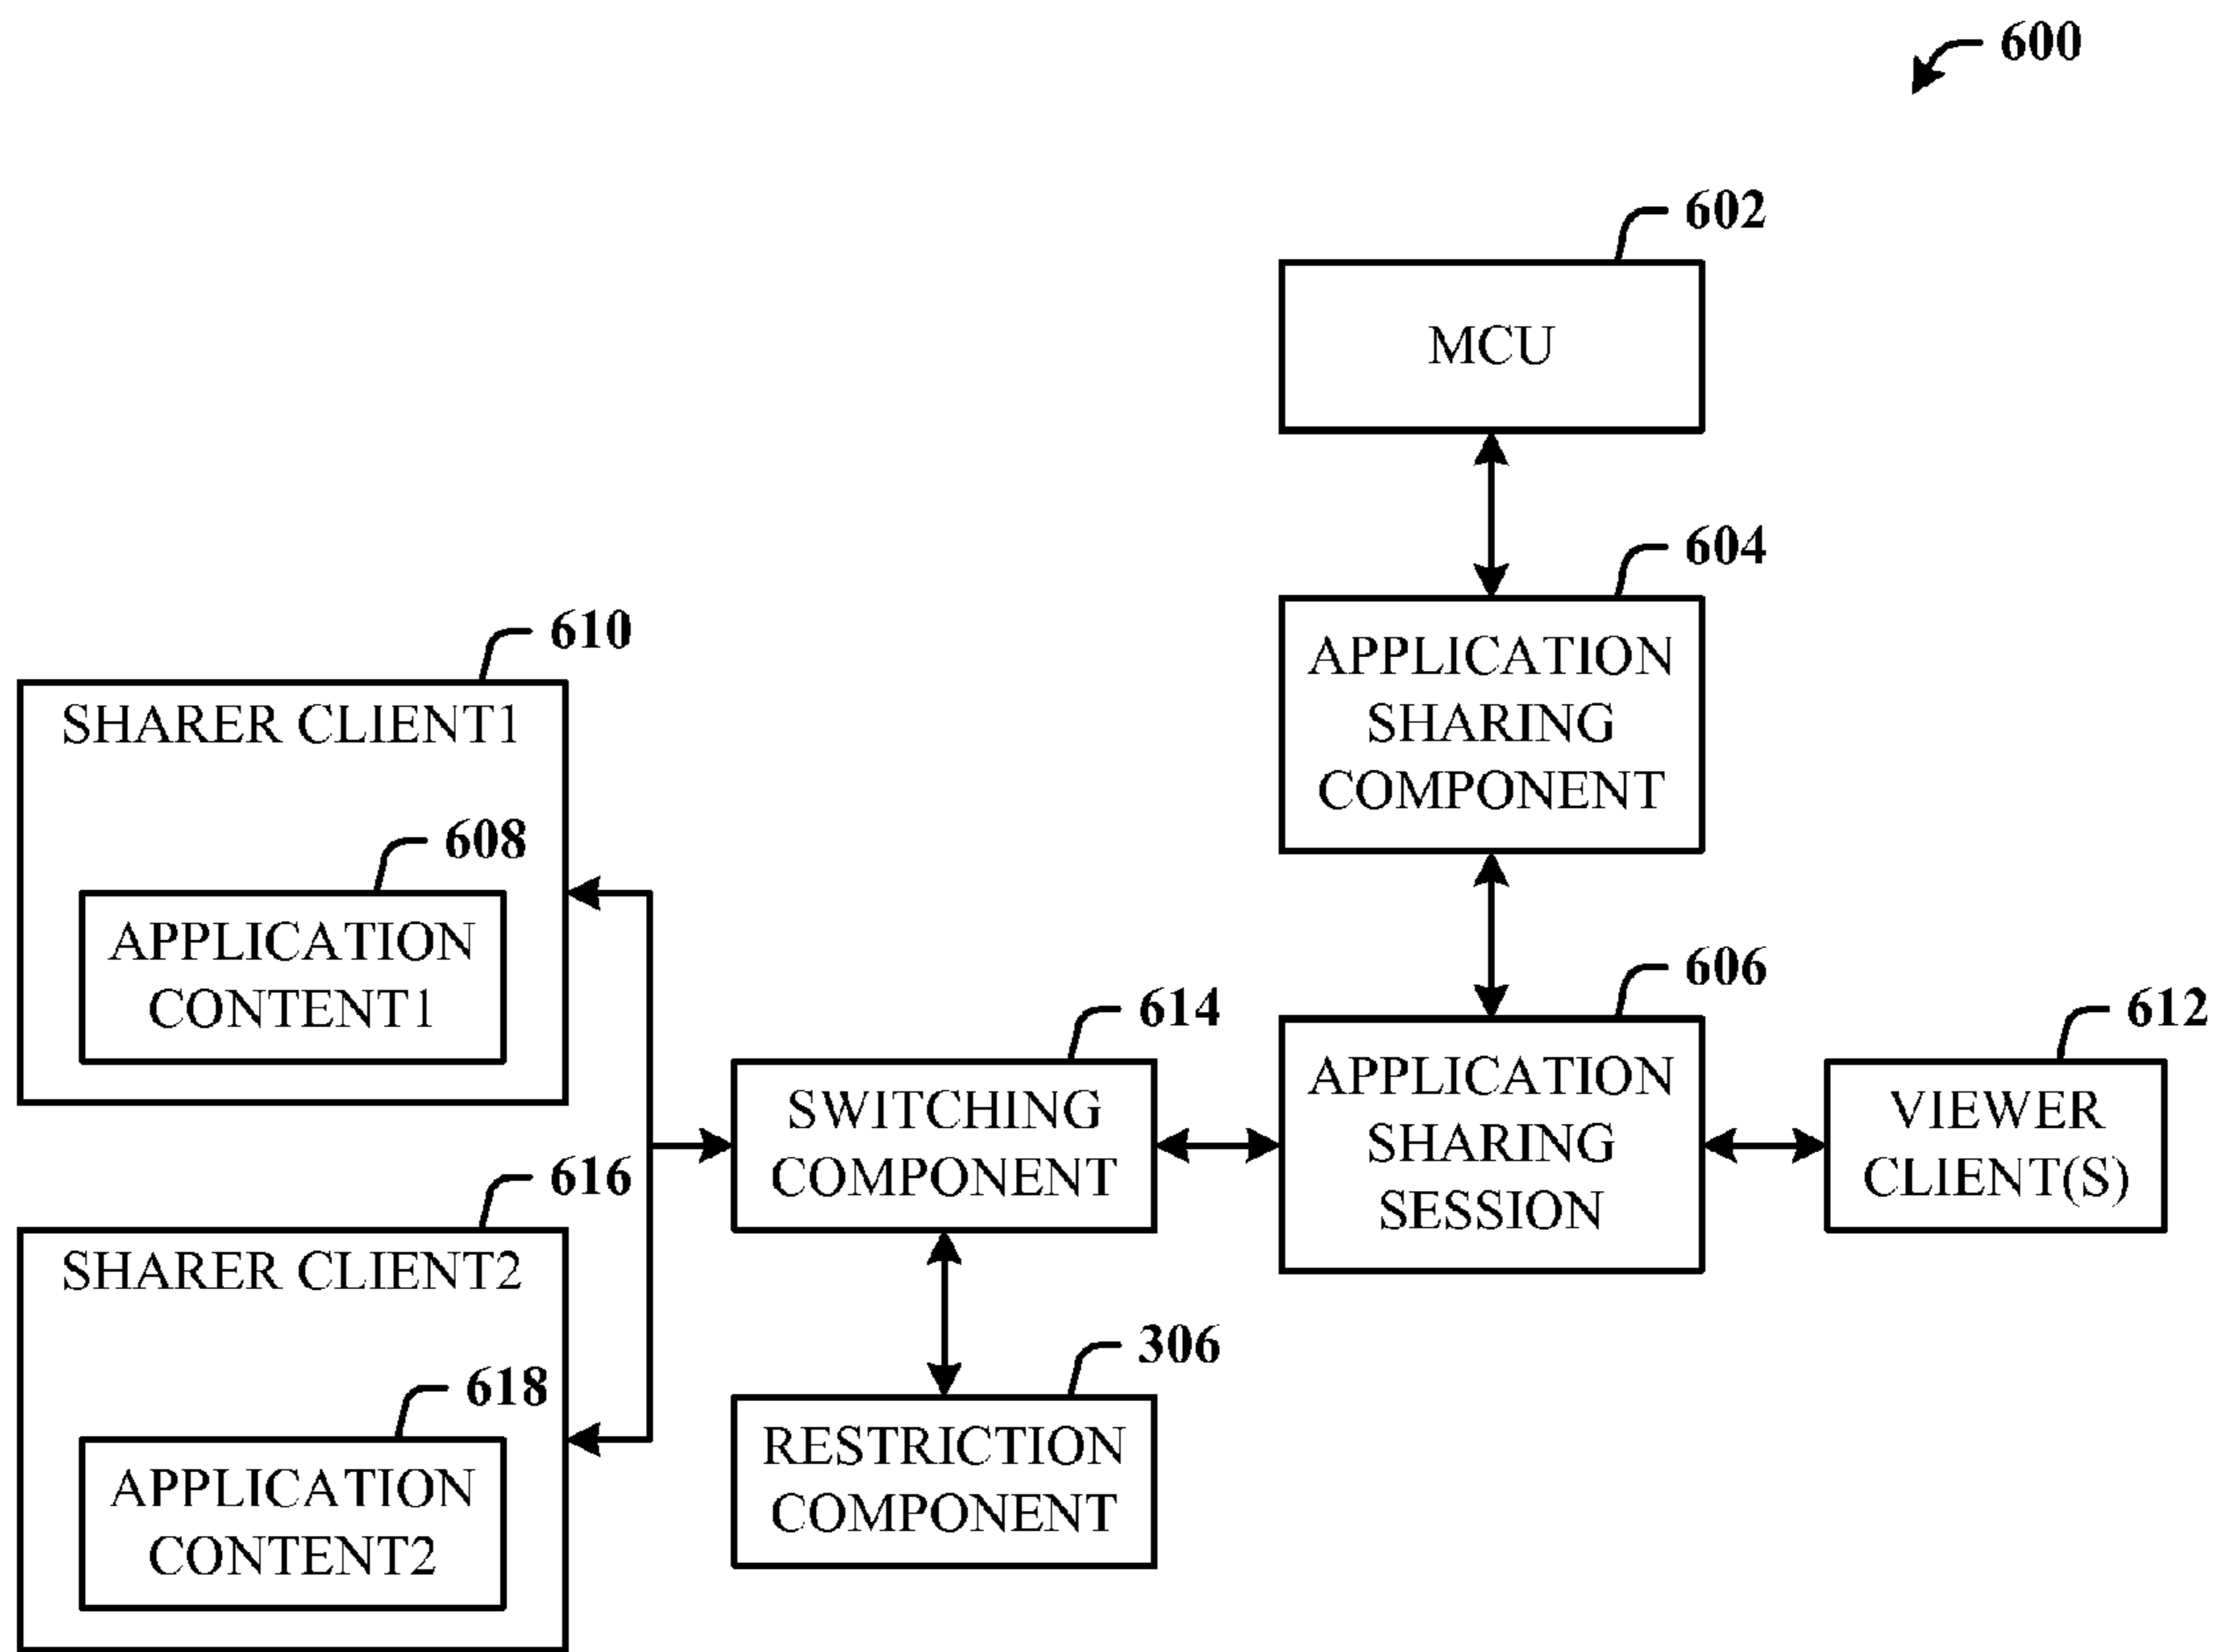 600
602
MCU
604
APPLICATION
SHARING
COMPONENT
610
SHARER CLIENT1
608
APPLICATION
CONTENT1
606
APPLICATION
SHARING
SESSION
612
VIEWER
CLIENT(S)
614
SWITCHING
COMPONENT
616
SHARER CLIENT2
618
APPLICATION
CONTENT2
306
RESTRICTION
COMPONENT